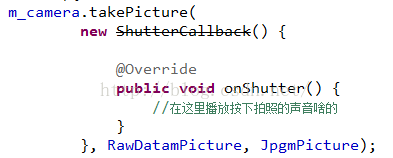 m_camera.takePicture(
new ShutterCallback() {
@Override
public void onShutter() {
//在这里播放按下拍照的声音啥的
}
}, RawDatamPicture, JpgmPicture);